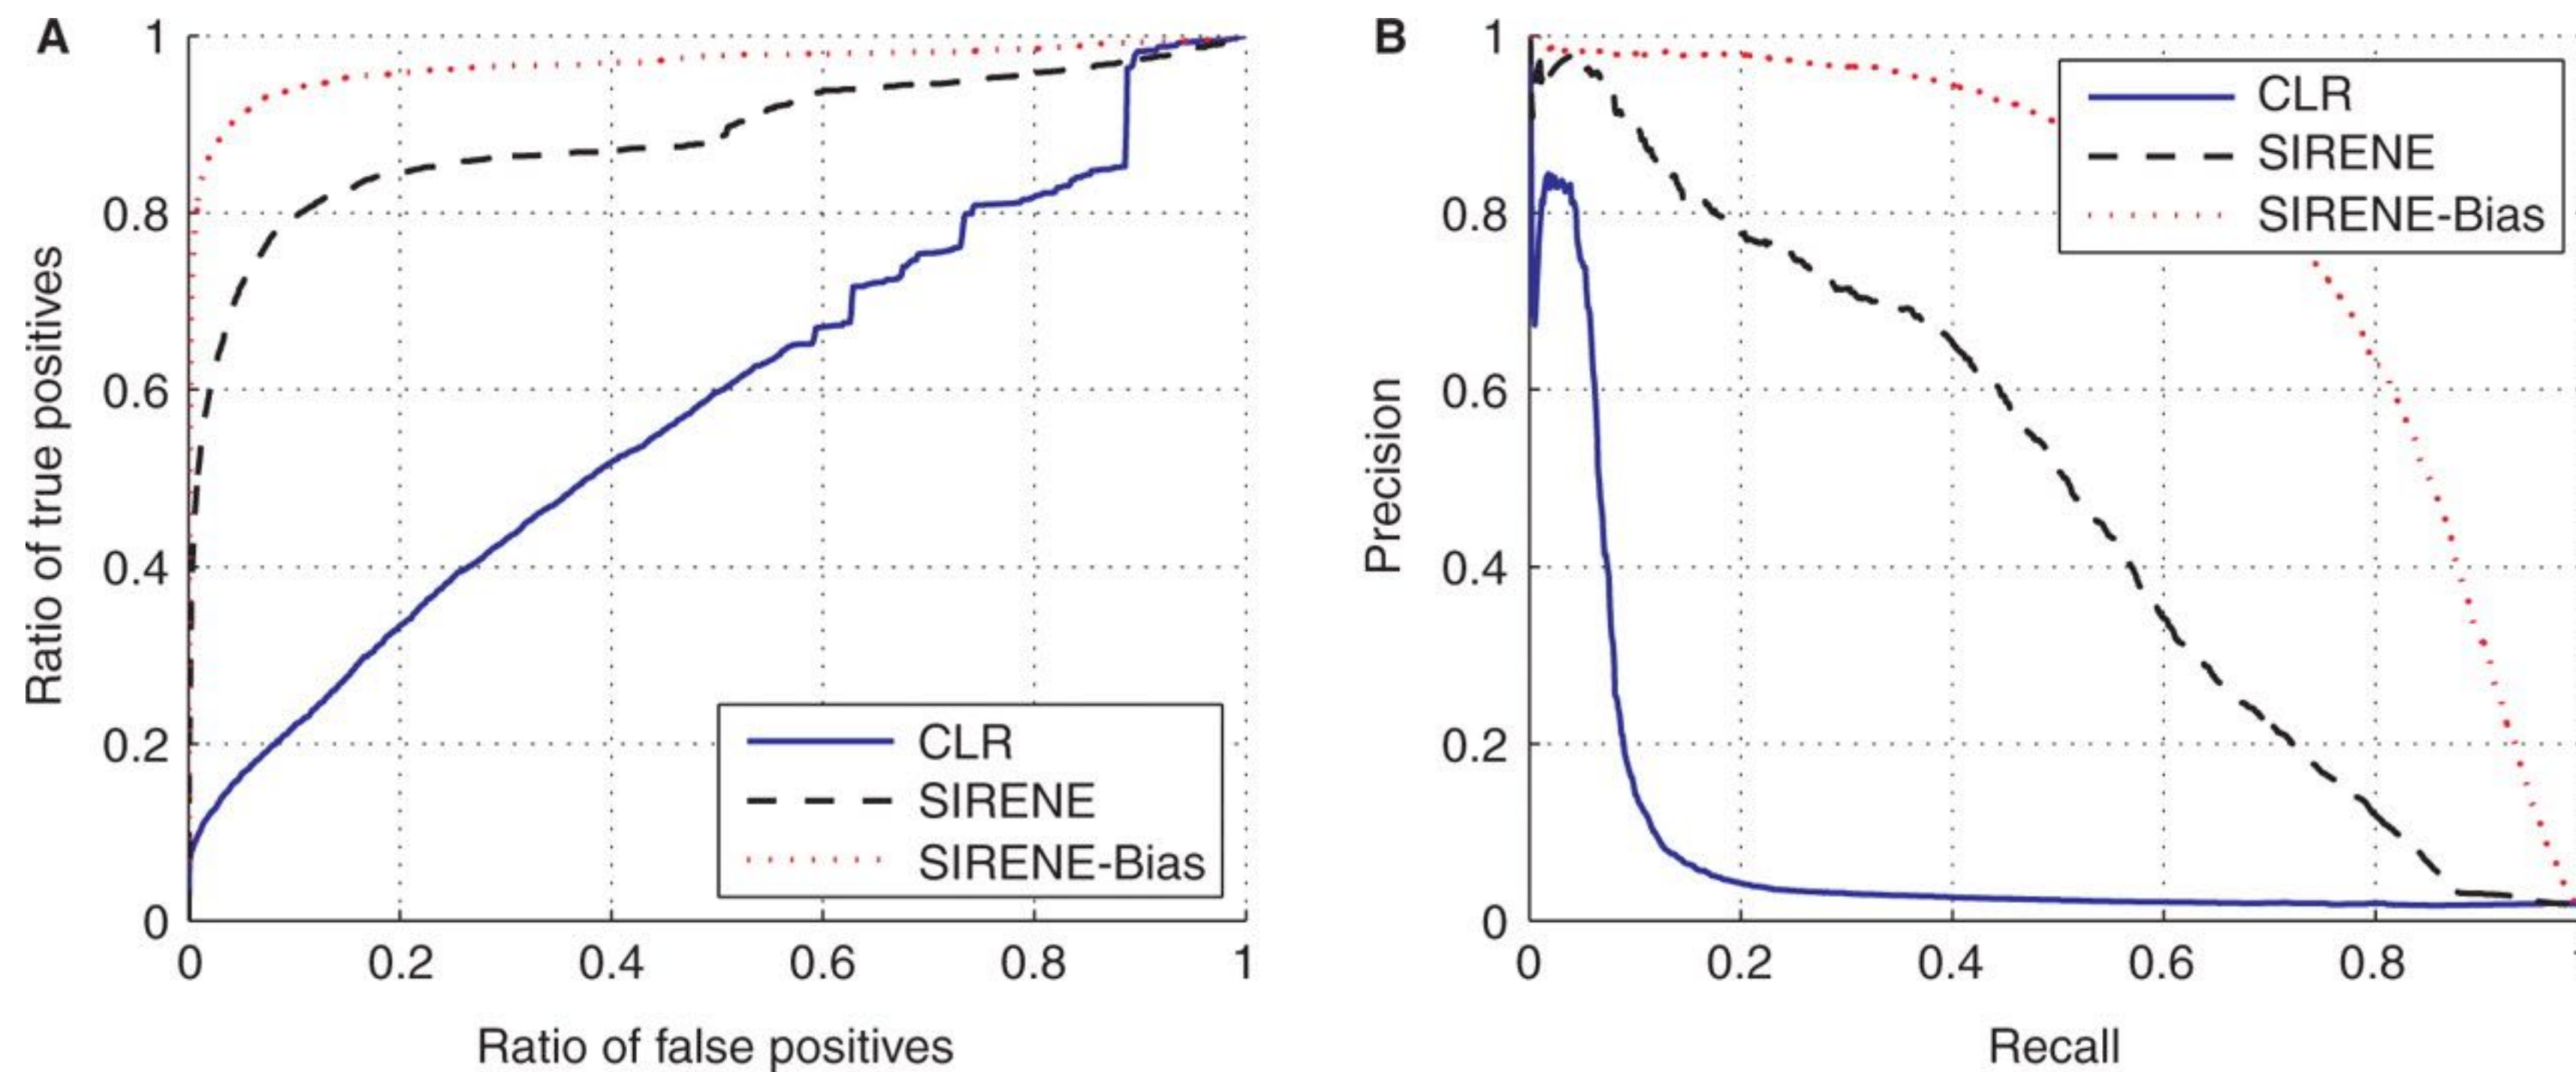 A
1
0.8
0.6
0.4
0.2
0
Ratio of true positives
CLR
SIRENE
SIRENE-Bias
0 0.2 0.4 0.6 0.8 1
Ratio of false positives
B
1
0.8
0.6
0.4
0.2
0
Precision
CLR
SIRENE
SIRENE-Bias
0 0.2 0.4 0.6 0.8
Recall